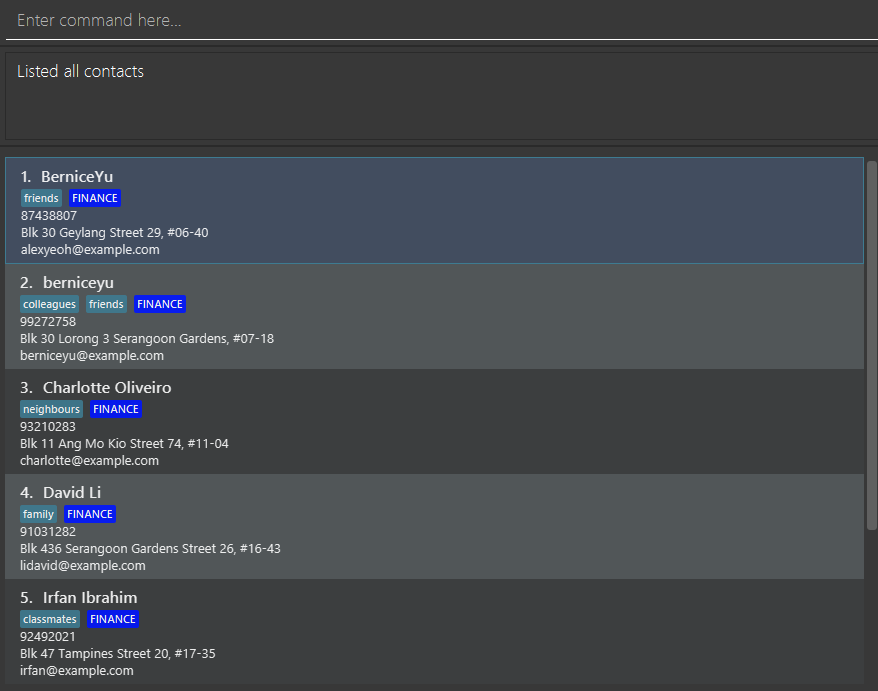 Enter command here...
Listed all contacts
1. BerniceYu
friends FINANCE
87438807
Blk 30 Geylang Street 29, #06-40
alexyeoh@example.com
2. berniceyu
colleagues friends FINANCE
99272758
Blk 30 Lorong 3 Serangoon Gardens, #07-18
berniceyu@example.com
3. Charlotte Oliveiro
neighbours FINANCE
93210283
Blk 11 Ang Mo Kio Street 74, #11-04
charlotte@example.com
4. David Li
family FINANCE
91031282
Blk 436 Serangoon Gardens Street 26, #16-43
lidavid@example.com
5. Irfan Ibrahim
classmates FINANCE
92492021
Blk 47 Tampines Street 20, #17-35
irfan@example.com